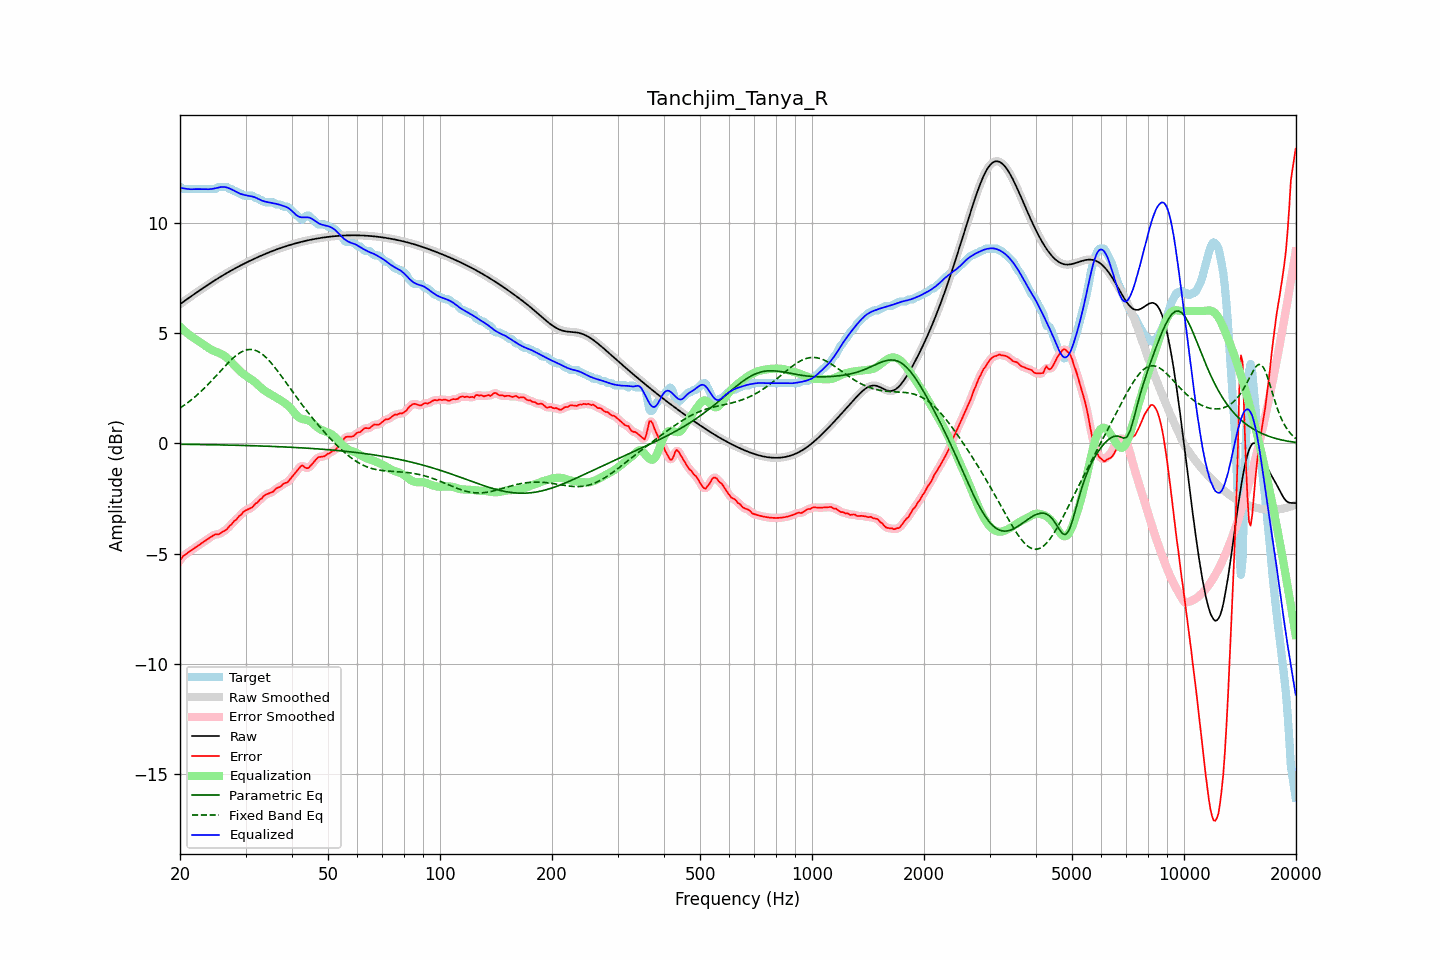 Tanchjim_Tanya_R
Amplitude (dBr)
10
5
0
−5
−10
−15
Target
Raw Smoothed
Error Smoothed
Raw
Error
Equalization
Parametric Eq
Fixed Band Eq
Equalized
20 50 100 200 500 1000 2000 5000 10000 20000
Frequency (Hz)